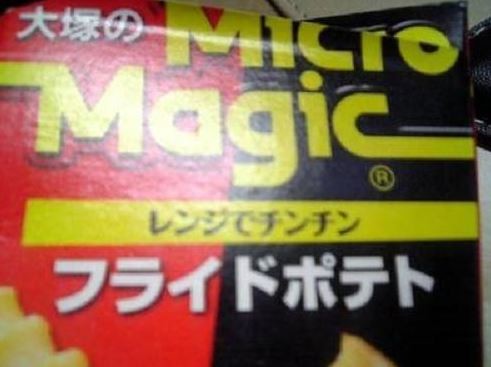 大塚の
Micro
Magic®
レンジでチンチン
フライドポテト